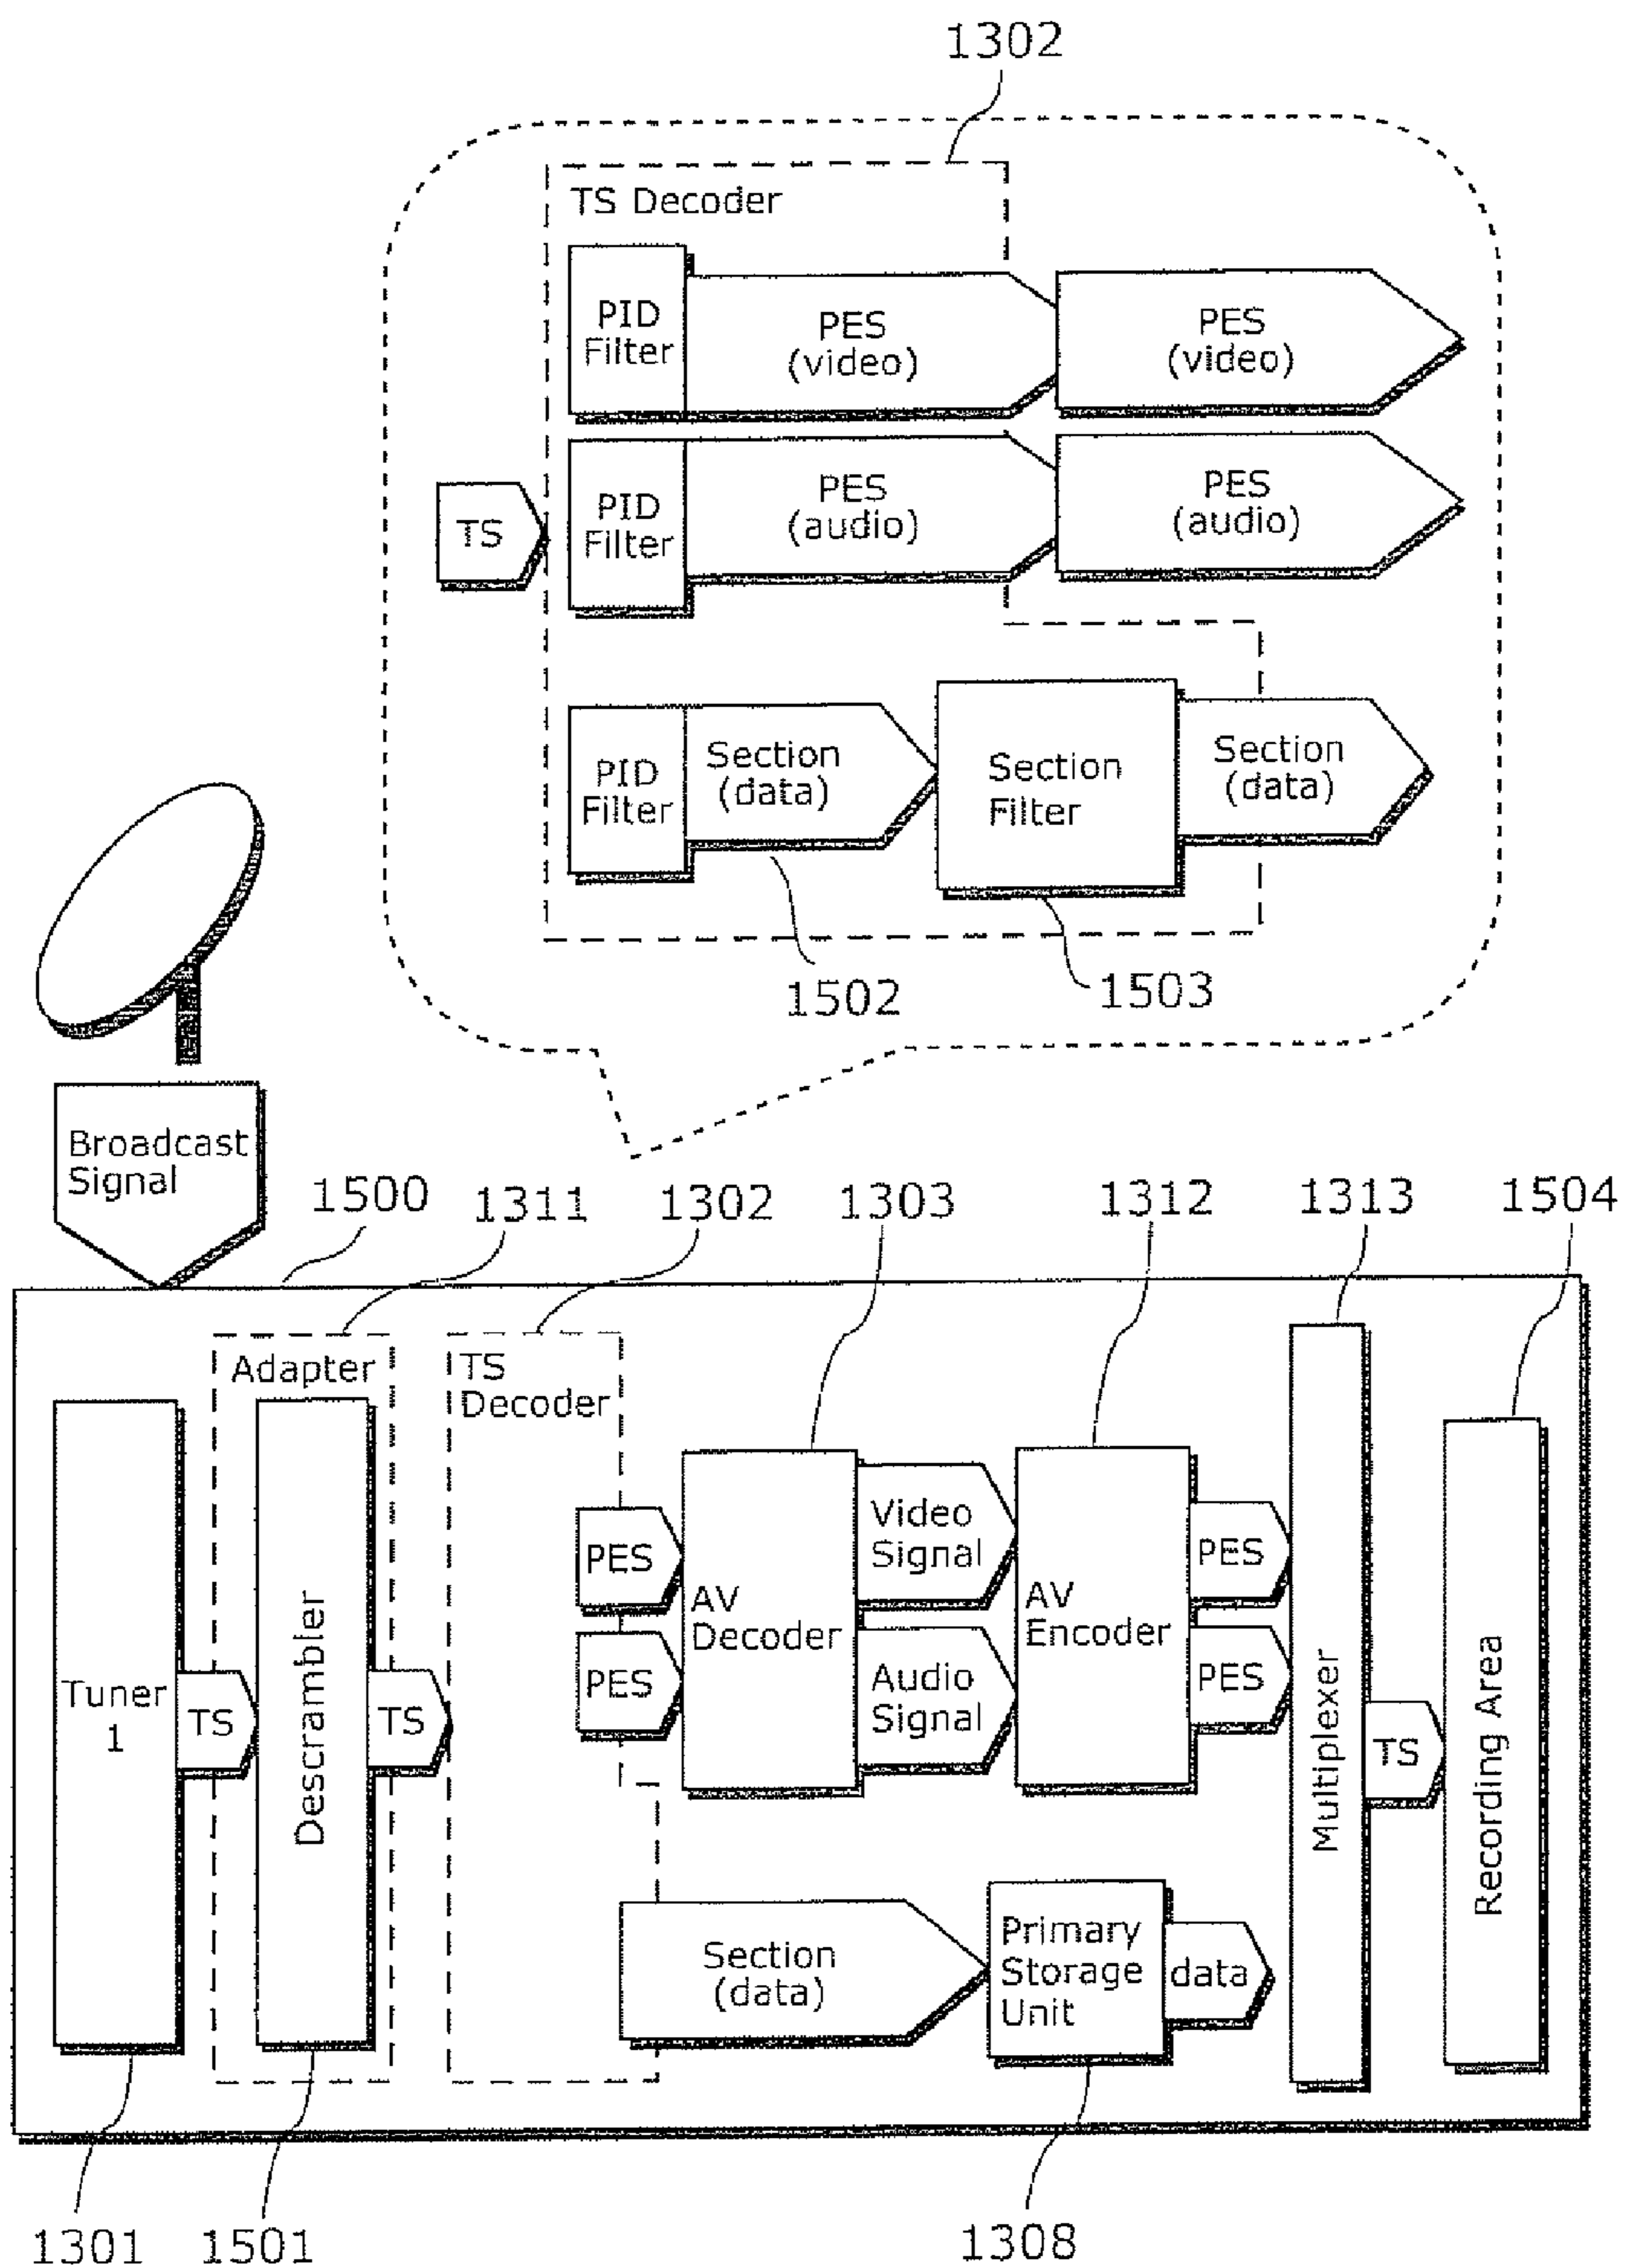 1302
TS Decoder
PID
Filter
PES
(video)
PES
(video)
TS
PID
Filter
PES
(audio)
PES
(audio)
PID
Filter
Section
(data)
Section
Filter
Section
(data)
1502
1503
Broadcast
Signal
1500
1311
1302
1303
1312
1313
1504
Adapter
TS
Decoder
Tuner
1
TS
Descrambler
TS
PES
PES
AV
Decoder
Video
Signal
Audio
Signal
AV
Encoder
PES
PES
Multiplexer
TS
Recording Area
Section
(data)
Primary
Storage
Unit
data
1301
1501
1308